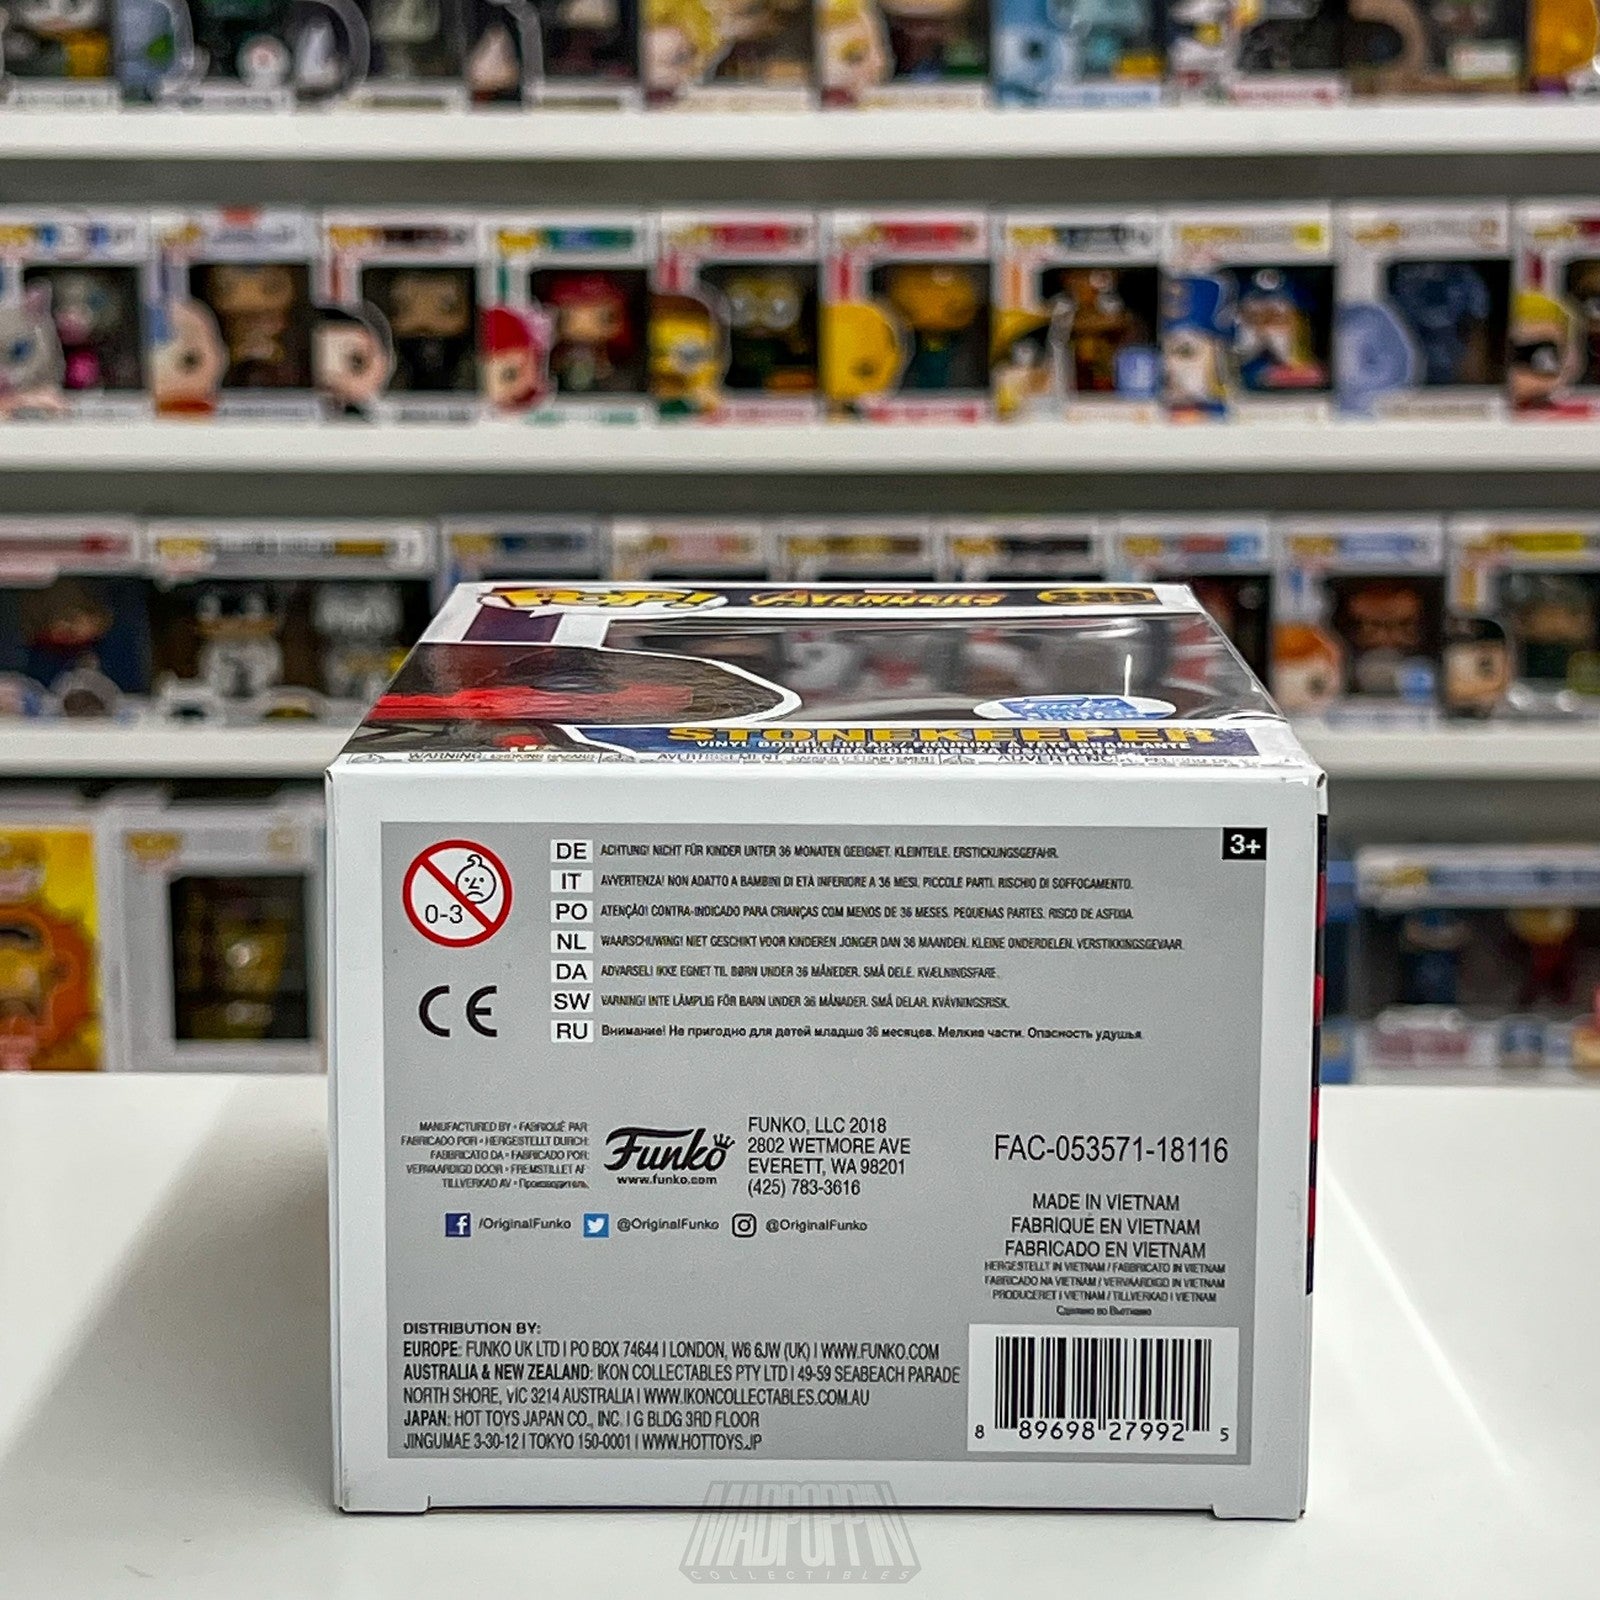 POP!
AVENGERS
Funko
STONEKEEPER
VINYL BOBBLE-HEAD / FIGURINE À TÊTE BRANLANTE
/ FIGURA CON CABEZA OSCILANTE
WARNING: CHOKING HAZARD
3+
0-3
DE ACHTUNG! NICHT FÜR KINDER UNTER 36 MONATEN GEEIGNET. KLEINTEILE. ERSTICKUNGSGEFAHR.
IT AVVERTENZA! NON ADATTO A BAMBINI DI ETÀ INFERIORE A 36 MESI. PICCOLE PARTI. RISCHIO DI SOFFOCAMENTO.
PO ATENÇÃO! CONTRA-INDICADO PARA CRIANÇAS COM MENOS DE 36 MESES. PEQUENAS PARTES. RISCO DE ASFIXIA.
NL WAARSCHUWING! NIET GESCHIKT VOOR KINDEREN JONGER DAN 36 MAANDEN. KLEINE ONDERDELEN. VERSTIKKINGSGEVAAR.
DA ADVARSEL! IKKE EGNET TIL BØRN UNDER 36 MÅNEDER. SMÅ DELE. KVÆLNINGSFARE.
SW VARNING! INTE LÄMPLIG FÖR BARN UNDER 36 MÅNADER. SMÅ DELAR. KVÄVNINGSRISK.
RU Внимание! Не пригодно для детей младше 36 месяцев. Мелкие части. Опасность удушья.
CE
MANUFACTURED BY • FABRIQUÉ PAR:
FABRICADO POR • HERGESTELLT DURCH:
FABBRICATO DA • FABRICADO POR:
VERVAARDIGD DOOR • FREMSTILLET AF:
TILLVERKAD AV • Производитель:
Funko
www.funko.com
FUNKO, LLC 2018
2802 WETMORE AVE
EVERETT, WA 98201
(425) 783-3616
/OriginalFunko @OriginalFunko @OriginalFunko
FAC-053571-18116
MADE IN VIETNAM
FABRIQUÉ EN VIETNAM
FABRICADO EN VIETNAM
HERGESTELLT IN VIETNAM / FABBRICATO IN VIETNAM
FABRICADO NA VIETNAM / VERVAARDIGD IN VIETNAM
PRODUCERET I VIETNAM / TILLVERKAD I VIETNAM
Сделано во Вьетнаме
DISTRIBUTION BY:
EUROPE: FUNKO UK LTD | PO BOX 74644 | LONDON, W6 6JW (UK) | WWW.FUNKO.COM
AUSTRALIA & NEW ZEALAND: IKON COLLECTABLES PTY LTD | 49-59 SEABEACH PARADE
NORTH SHORE, VIC 3214 AUSTRALIA | WWW.IKONCOLLECTABLES.COM.AU
JAPAN: HOT TOYS JAPAN CO., INC. | G BLDG 3RD FLOOR
JINGUMAE 3-30-12 | TOKYO 150-0001 | WWW.HOTTOYS.JP
8 89698 27992 5
MADPOPPIN
COLLECTIBLES